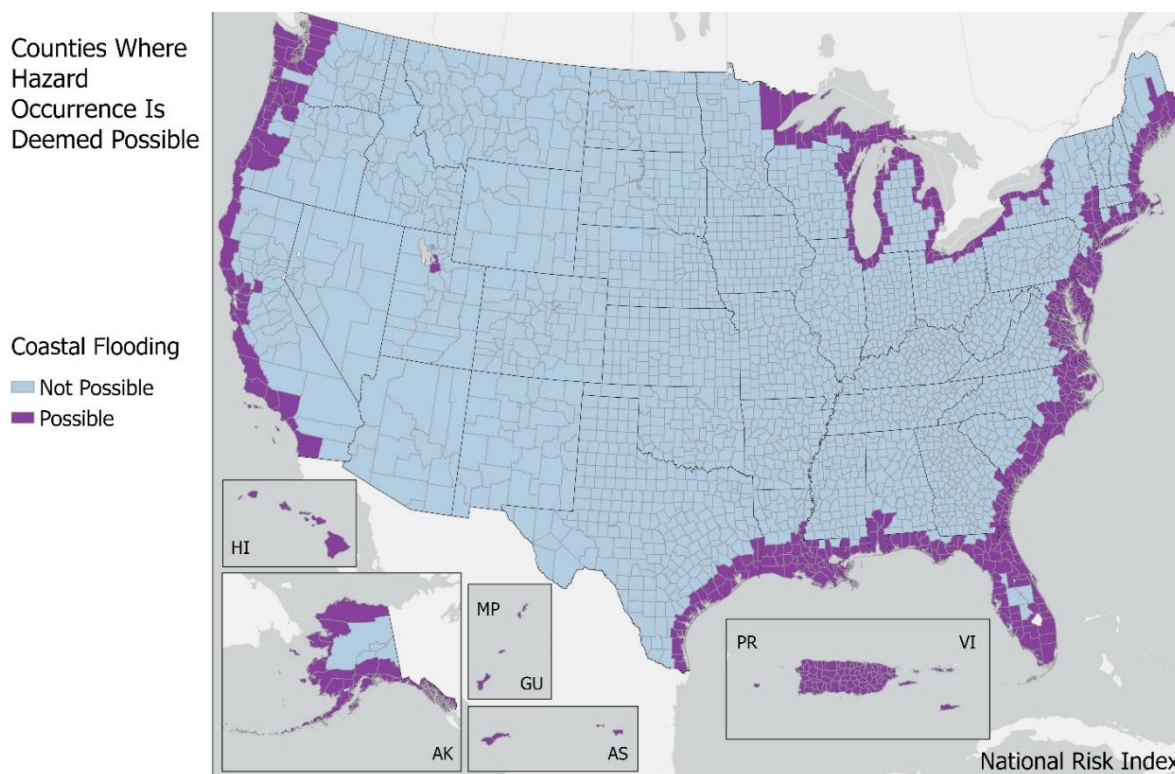 Counties Where
Hazard
Occurrence Is
Deemed Possible
Coastal Flooding
Not Possible
Possible
HI
AK
MP
GU
AS
PR
VI
National Risk Index